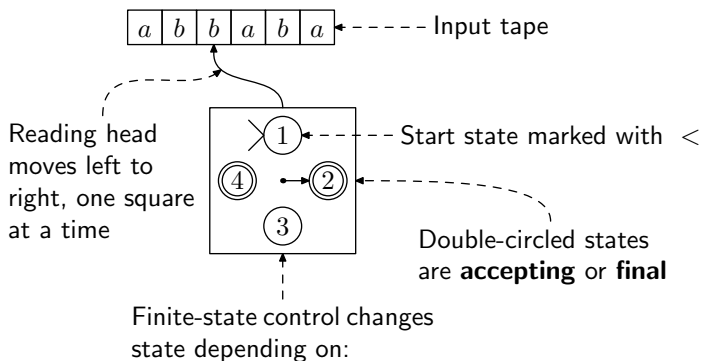 a b b a b a
Input tape
Reading head
moves left to
right, one square
at a time
1
Start state marked with <
4
2
3
Double-circled states
are accepting or final
Finite-state control changes
state depending on: